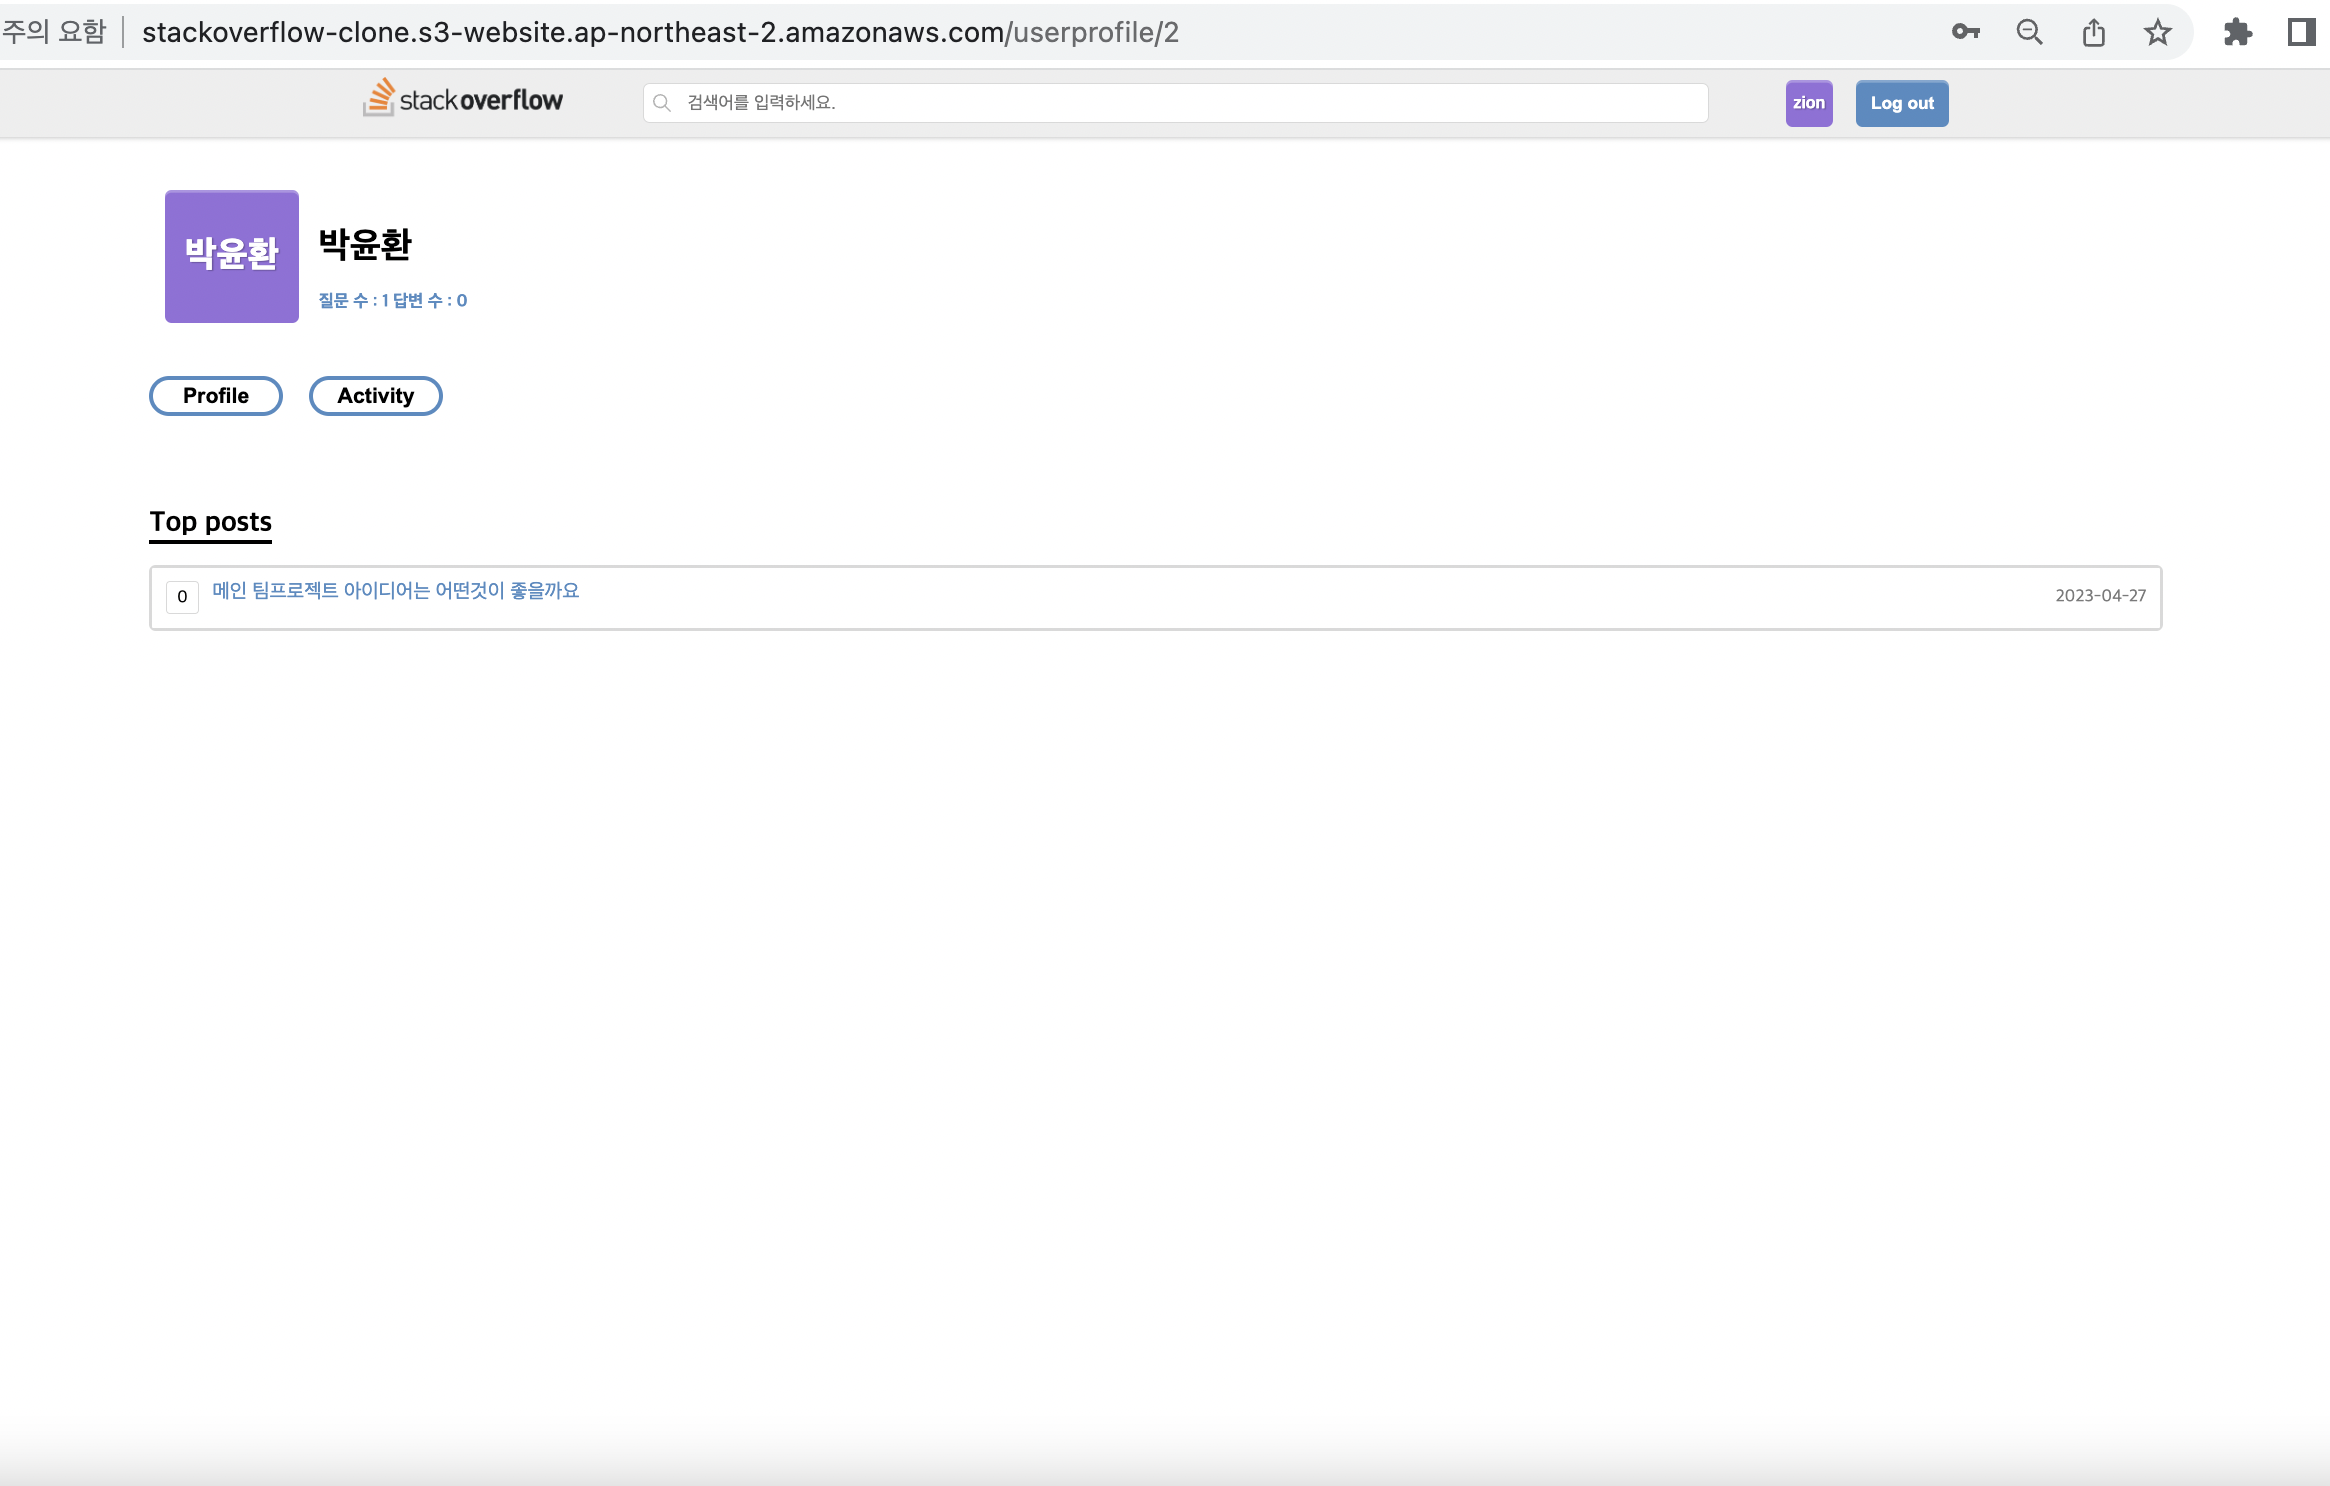 주의 요함 stackoverflow-clone.s3-website.ap-northeast-2.amazonaws.com/userprofile/2
stackoverflow 검색어를 입력하세요. zion Log out
박윤환
박윤환
질문 수 : 1 답변 수 : 0
Profile Activity
Top posts
0 메인 팀프로젝트 아이디어는 어떤것이 좋을까요 2023-04-27